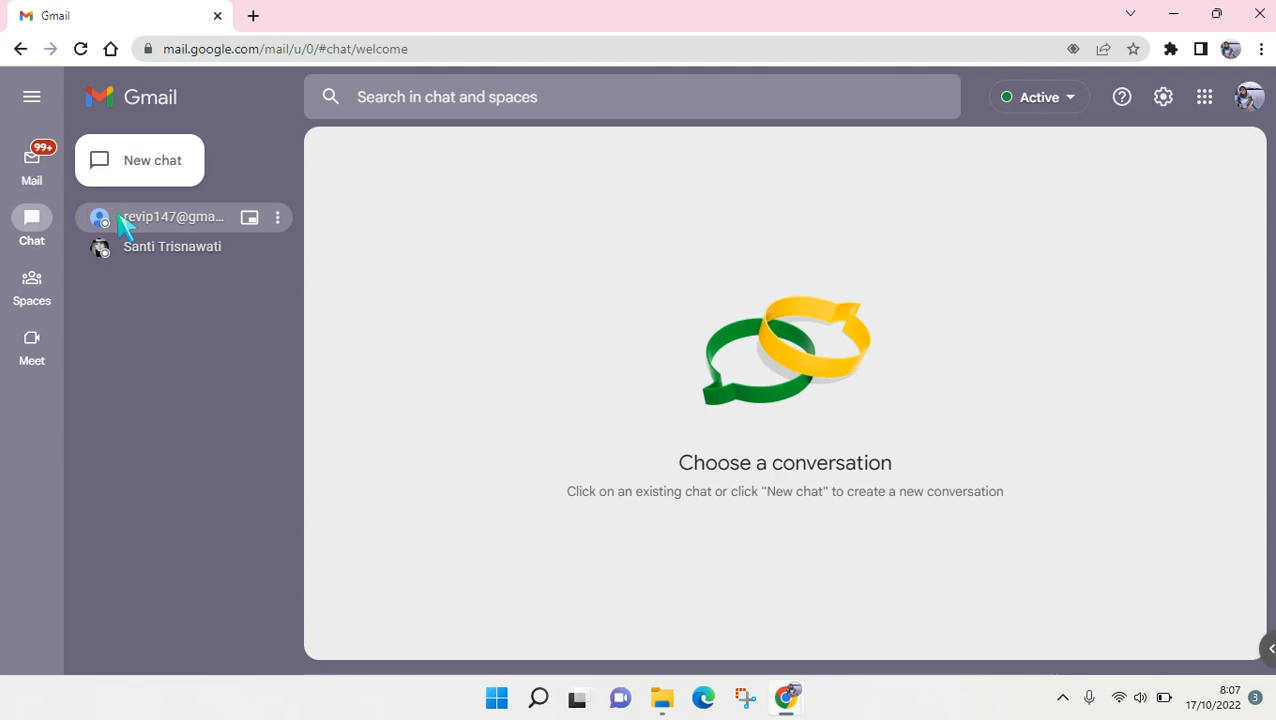 Gmail
mail.google.com/mail/u/0/#chat/welcome
Gmail
Search in chat and spaces
Active
99+
Mail
New chat
Chat
revip147@gma...
Santi Trisnawati
Spaces
Meet
Choose a conversation
Click on an existing chat or click "New chat" to create a new conversation
8:07
17/10/2022
3